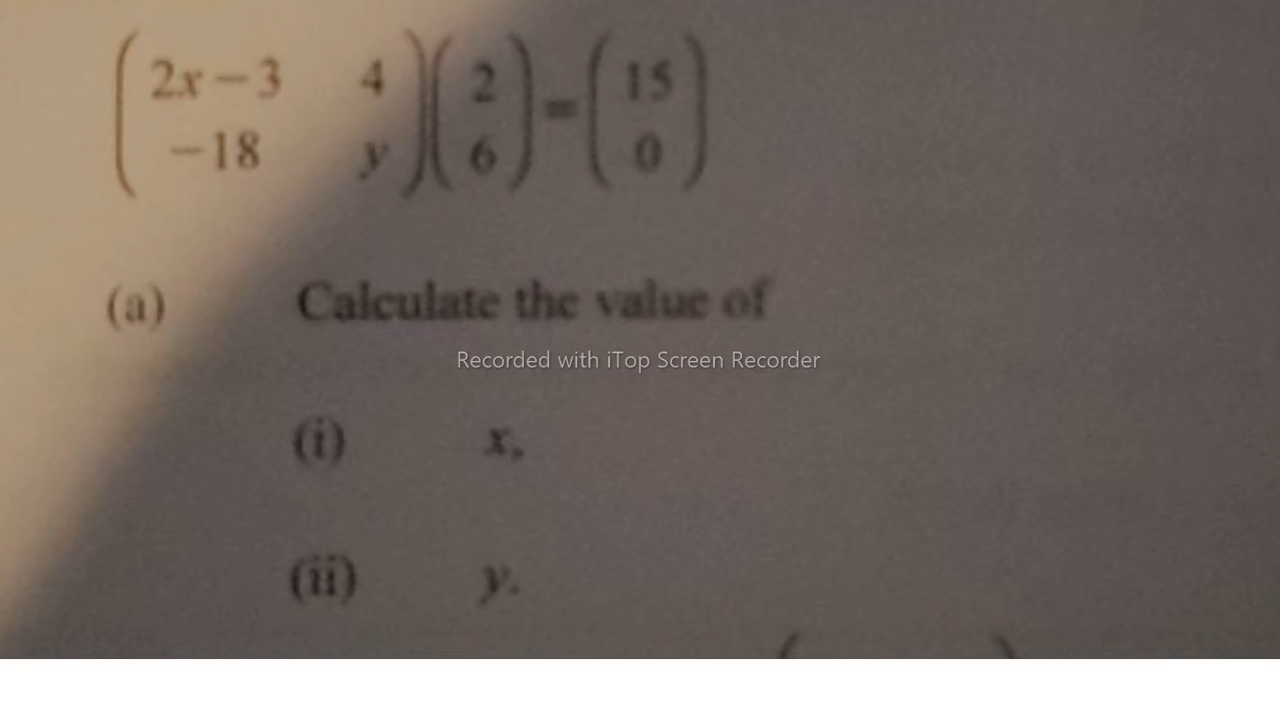 ( 2x−3 4 ) ( 2 ) = ( 15 )
( −18 y ) ( 6 ) ( 0 )
(a) Calculate the value of
Recorded with iTop Screen Recorder
(i) x,
(ii) y.